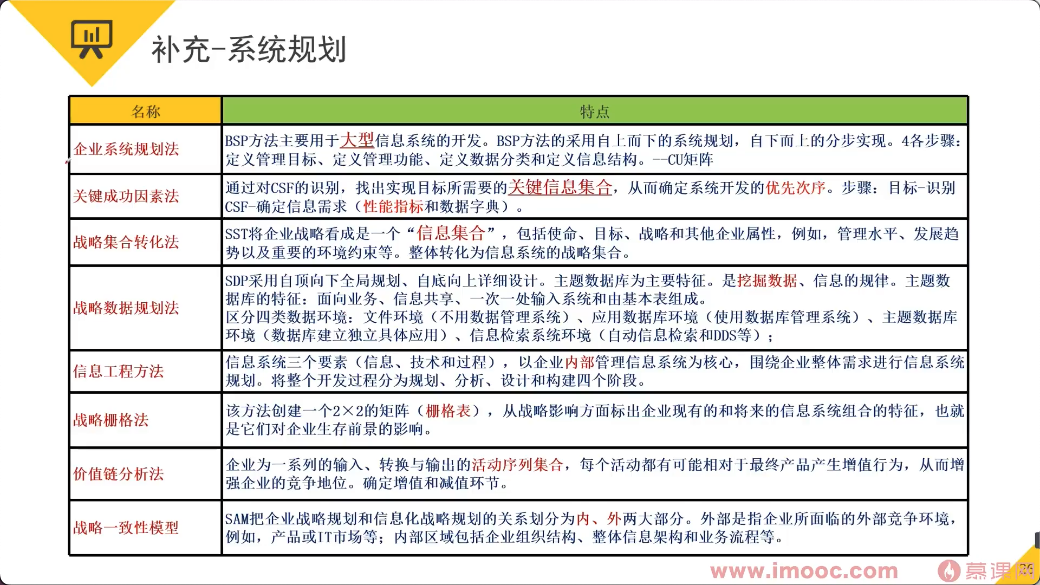 补充-系统规划
名称
特点
企业系统规划法
BSP方法主要用于大型信息系统的开发。BSP方法的采用自上而下的系统规划，自下而上的分步实现。4各步骤：
定义管理目标、定义管理功能、定义数据分类和定义信息结构。--CU矩阵
关键成功因素法
通过对CSF的识别，找出实现目标所需要的关键信息集合，从而确定系统开发的优先次序。步骤：目标-识别
CSF-确定信息需求（性能指标和数据字典）。
战略集合转化法
SST将企业战略看成是一个“信息集合”，包括使命、目标、战略和其他企业属性，例如，管理水平、发展趋
势以及重要的环境约束等。整体转化为信息系统的战略集合。
战略数据规划法
SDP采用自顶向下全局规划、自底向上详细设计。主题数据库为主要特征。是挖掘数据、信息的规律。主题数
据库的特征：面向业务、信息共享、一次一处输入系统和由基本表组成。
区分四类数据环境：文件环境（不用数据管理系统）、应用数据库环境（使用数据库管理系统）、主题数据库
环境（数据库建立独立具体应用）、信息检索系统环境（自动信息检索和DDS等）；
信息工程方法
信息系统三个要素（信息、技术和过程），以企业内部管理信息系统为核心，围绕企业整体需求进行信息系统
规划。将整个开发过程分为规划、分析、设计和构建四个阶段。
战略栅格法
该方法创建一个2×2的矩阵（栅格表），从战略影响方面标出企业现有的和将来的信息系统组合的特征，也就
是它们对企业生存前景的影响。
价值链分析法
企业为一系列的输入、转换与输出的活动序列集合，每个活动都有可能相对于最终产品产生增值行为，从而增
强企业的竞争地位。确定增值和减值环节。
战略一致性模型
SAM把企业战略规划和信息化战略规划的关系划分为内、外两大部分。外部是指企业所面临的外部竞争环境，
例如，产品或IT市场等；内部区域包括企业组织结构、整体信息架构和业务流程等。
www.imooc.com 慕课网